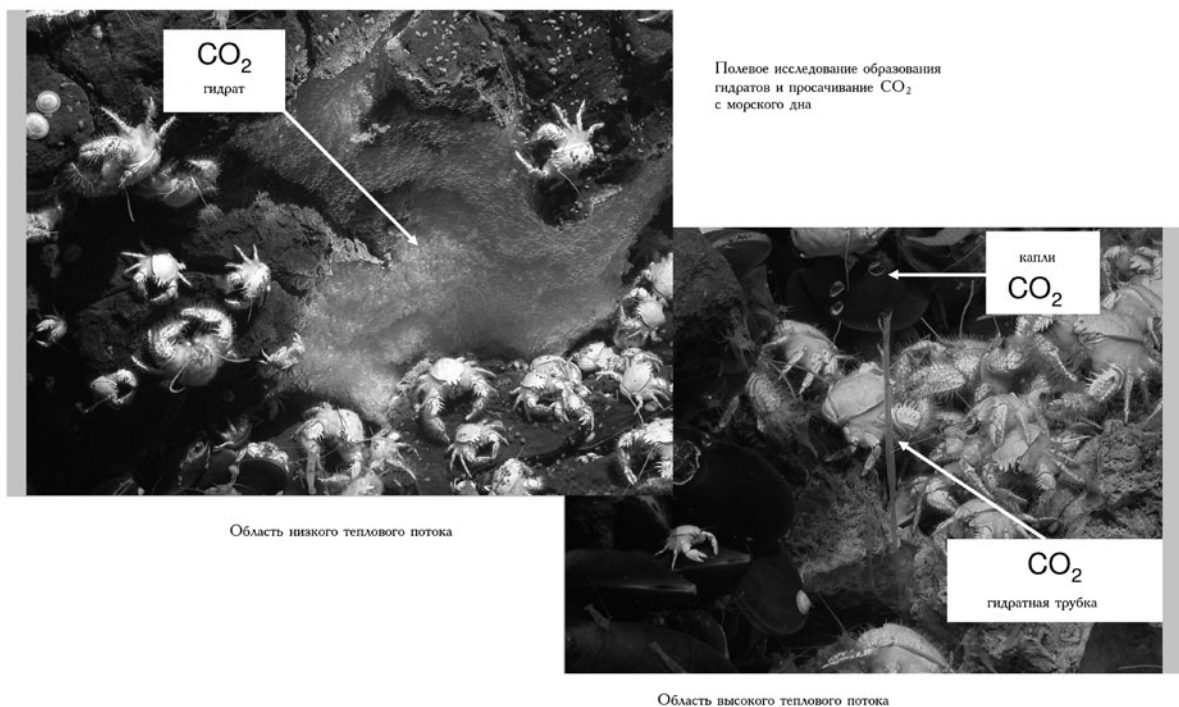 CO₂
гидрат
Полевое исследование образования
гидратов и просачивание CO₂
с морского дна
капли
CO₂
Область низкого теплового потока
CO₂
гидратная трубка
Область высокого теплового потока